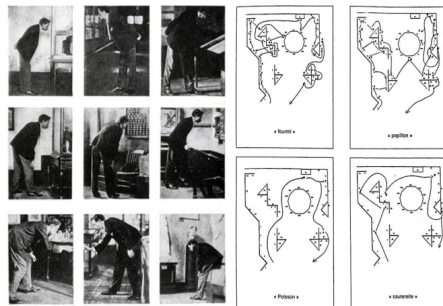 « fourmi »
« papillon »
« Poisson »
« sauterelle »